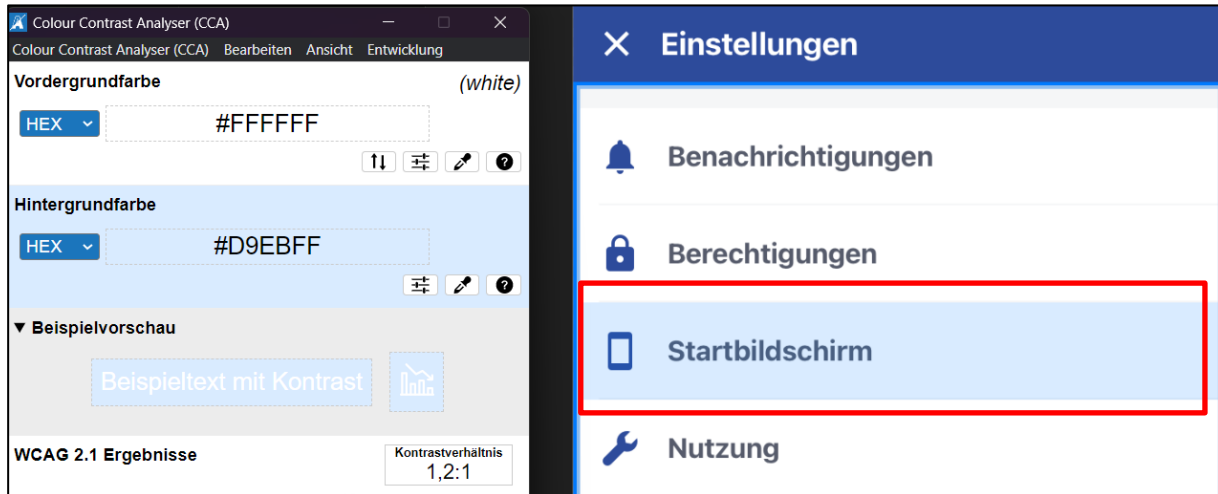 Colour Contrast Analyser (CCA)
Colour Contrast Analyser (CCA) Bearbeiten Ansicht Entwicklung
Vordergrundfarbe (white)
HEX #FFFFFF
Hintergrundfarbe
HEX #D9EBFF
▼ Beispielvorschau
Beispieltext mit Kontrast
WCAG 2.1 Ergebnisse
Kontrastverhältnis
1,2:1
Einstellungen
Benachrichtigungen
Berechtigungen
Startbildschirm
Nutzung